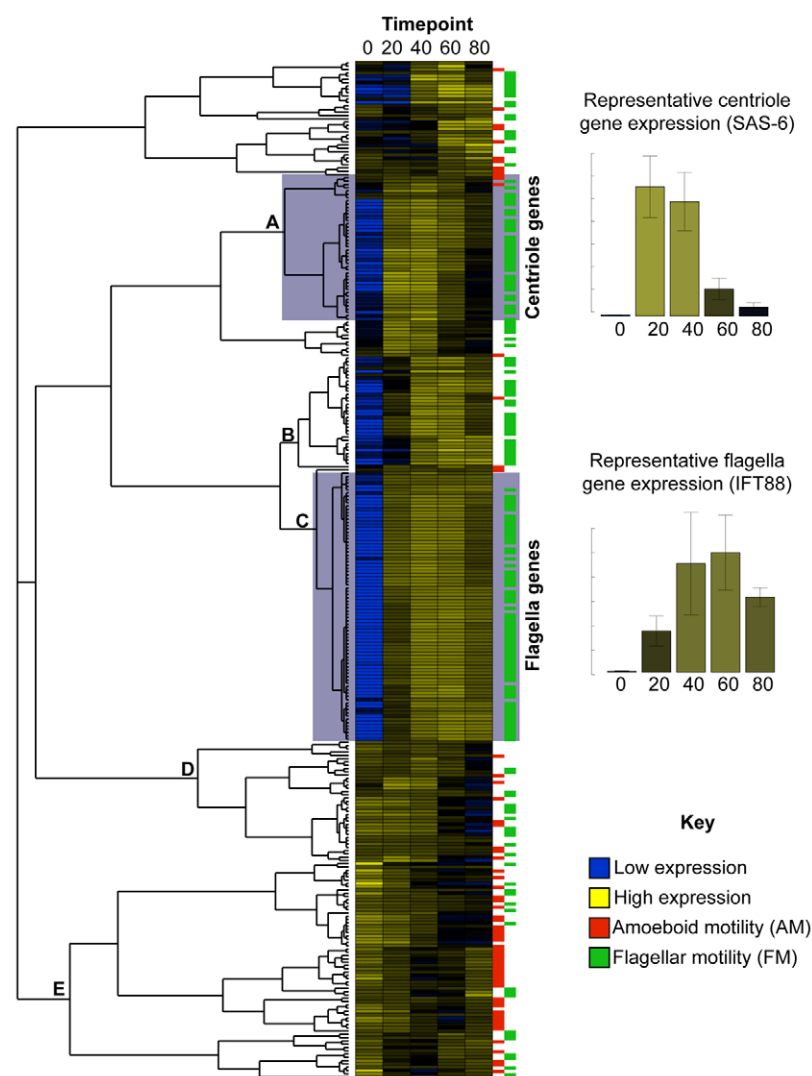 Timepoint
0 20 40 60 80
Representative centriole
gene expression (SAS-6)
0 20 40 60 80
A
Centriole genes
B
C
Flagella genes
Representative flagella
gene expression (IFT88)
0 20 40 60 80
D
E
Key
Low expression
High expression
Amoeboid motility (AM)
Flagellar motility (FM)